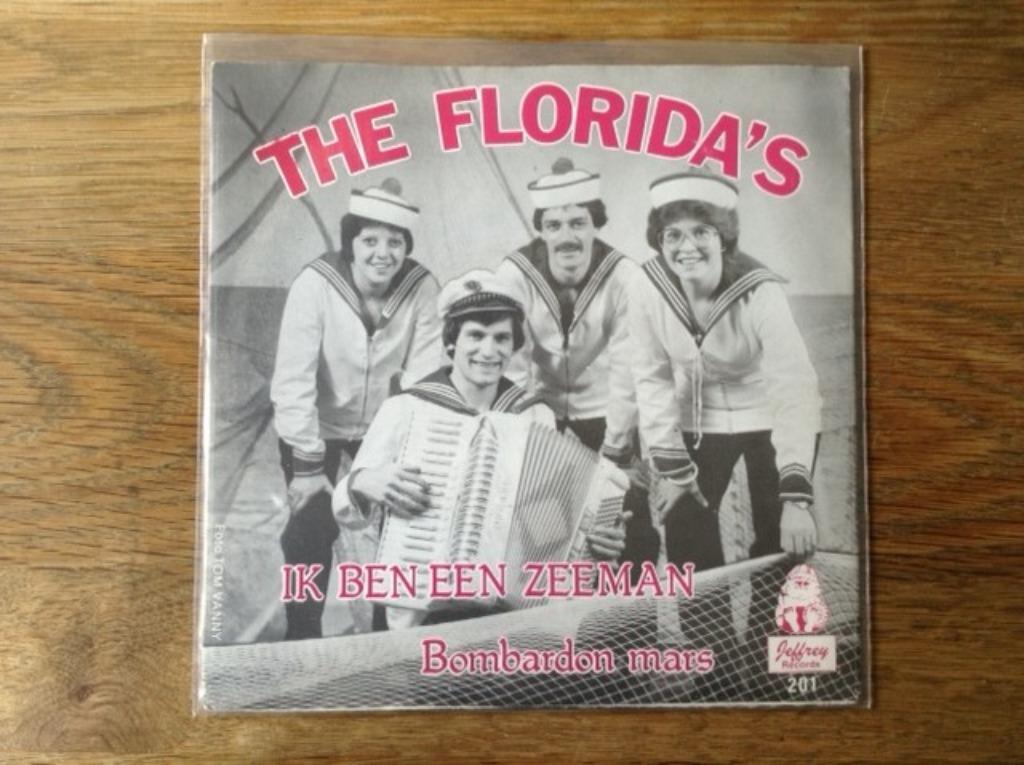 THE FLORIDA'S
IK BEN EEN ZEEMAN
Bombardon mars
Foto TOM VANNY
Jeffrey
Records
201